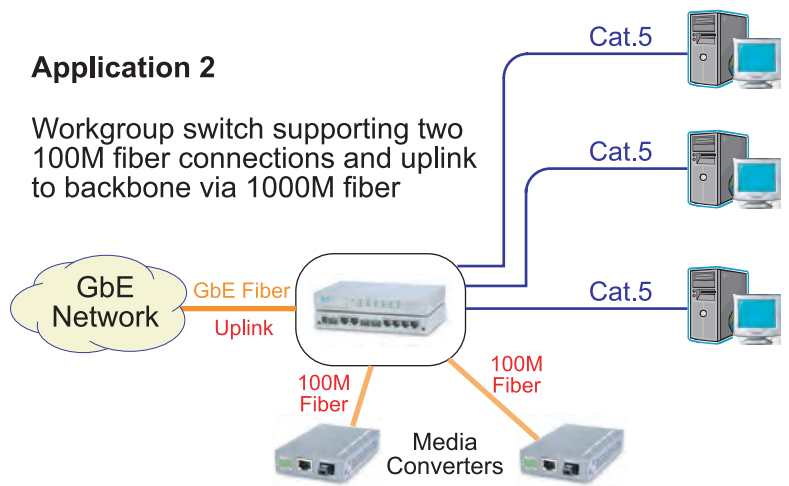 Application 2
Workgroup switch supporting two
100M fiber connections and uplink
to backbone via 1000M fiber
Cat.5
Cat.5
Cat.5
GbE
Network
GbE Fiber
Uplink
100M
Fiber
100M
Fiber
Media
Converters